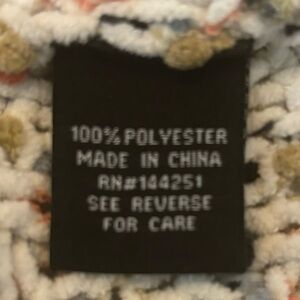 100% POLYESTER
MADE IN CHINA
RN#144251
SEE REVERSE
FOR CARE